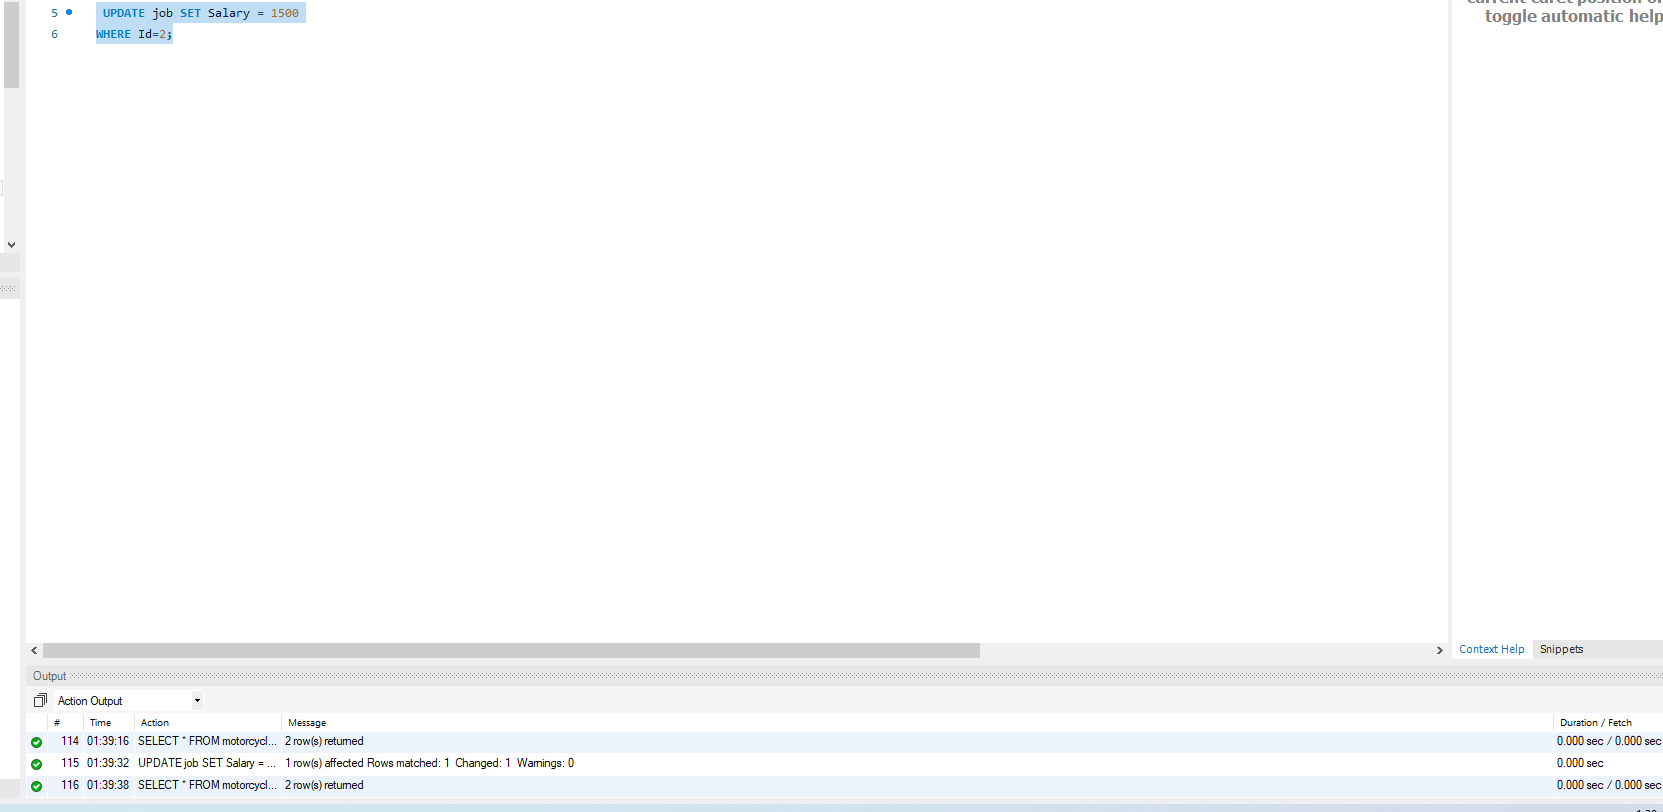 toggle automatic help
5 UPDATE job SET Salary = 1500
6 WHERE Id=2;
Context Help Snippets
Output
Action Output
# Time Action Message Duration / Fetch
114 01:39:16 SELECT * FROM motorcycl... 2 row(s) returned 0.000 sec / 0.000 sec
115 01:39:32 UPDATE job SET Salary = ... 1 row(s) affected Rows matched: 1 Changed: 1 Warnings: 0 0.000 sec
116 01:39:38 SELECT * FROM motorcycl... 2 row(s) returned 0.000 sec / 0.000 sec